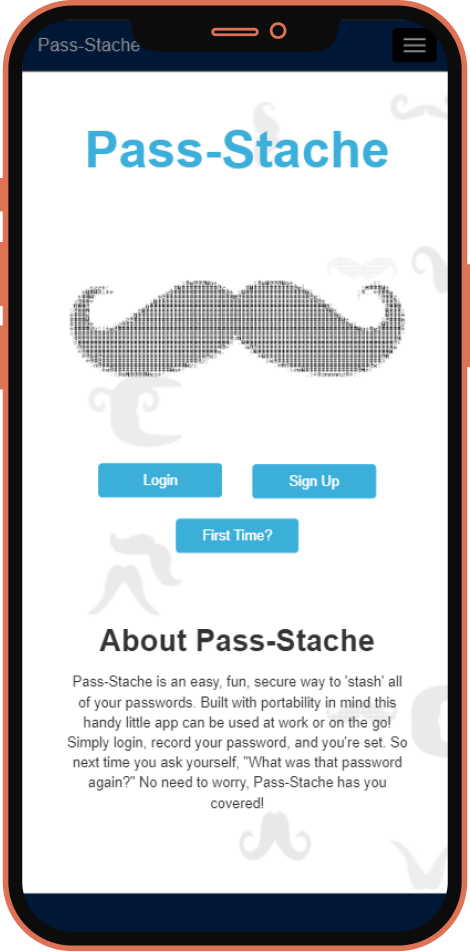 Pass-Stache
Pass-Stache
Login
Sign Up
First Time?
About Pass-Stache
Pass-Stache is an easy, fun, secure way to 'stash' all
of your passwords. Built with portability in mind this
handy little app can be used at work or on the go!
Simply login, record your password, and you're set. So
next time you ask yourself, "What was that password
again?" No need to worry, Pass-Stache has you
covered!